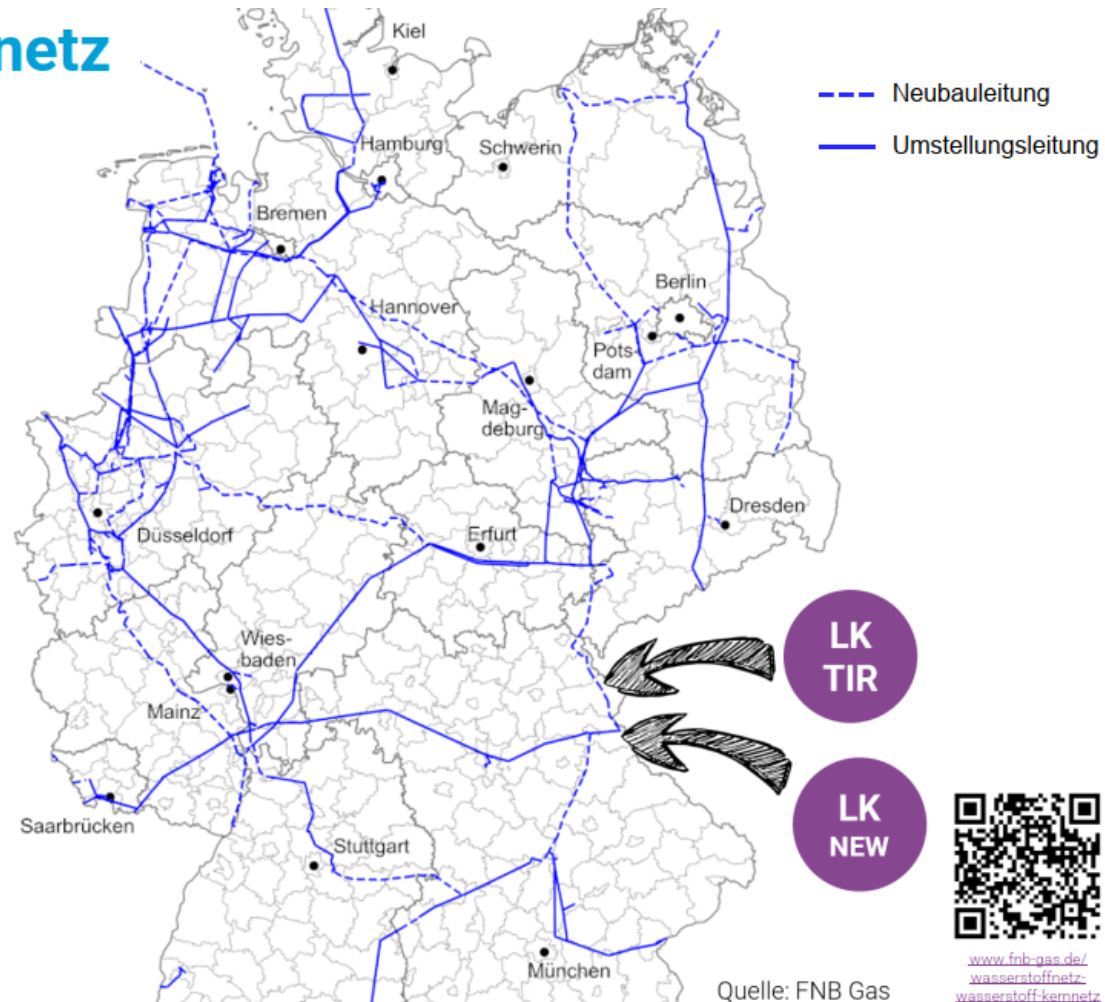 netz
Kiel
Neubauleitung
Umstellungsleitung
Hamburg
Schwerin
Bremen
Berlin
Hannover
Pots-
dam
Mag-
deburg
Dresden
Düsseldorf
Erfurt
LK
TIR
Wies-
baden
Mainz
LK
NEW
Saarbrücken
Stuttgart
München
Quelle: FNB Gas
www.fnb-gas.de/
wasserstoffnetz-
wasserstoff-kernnetz